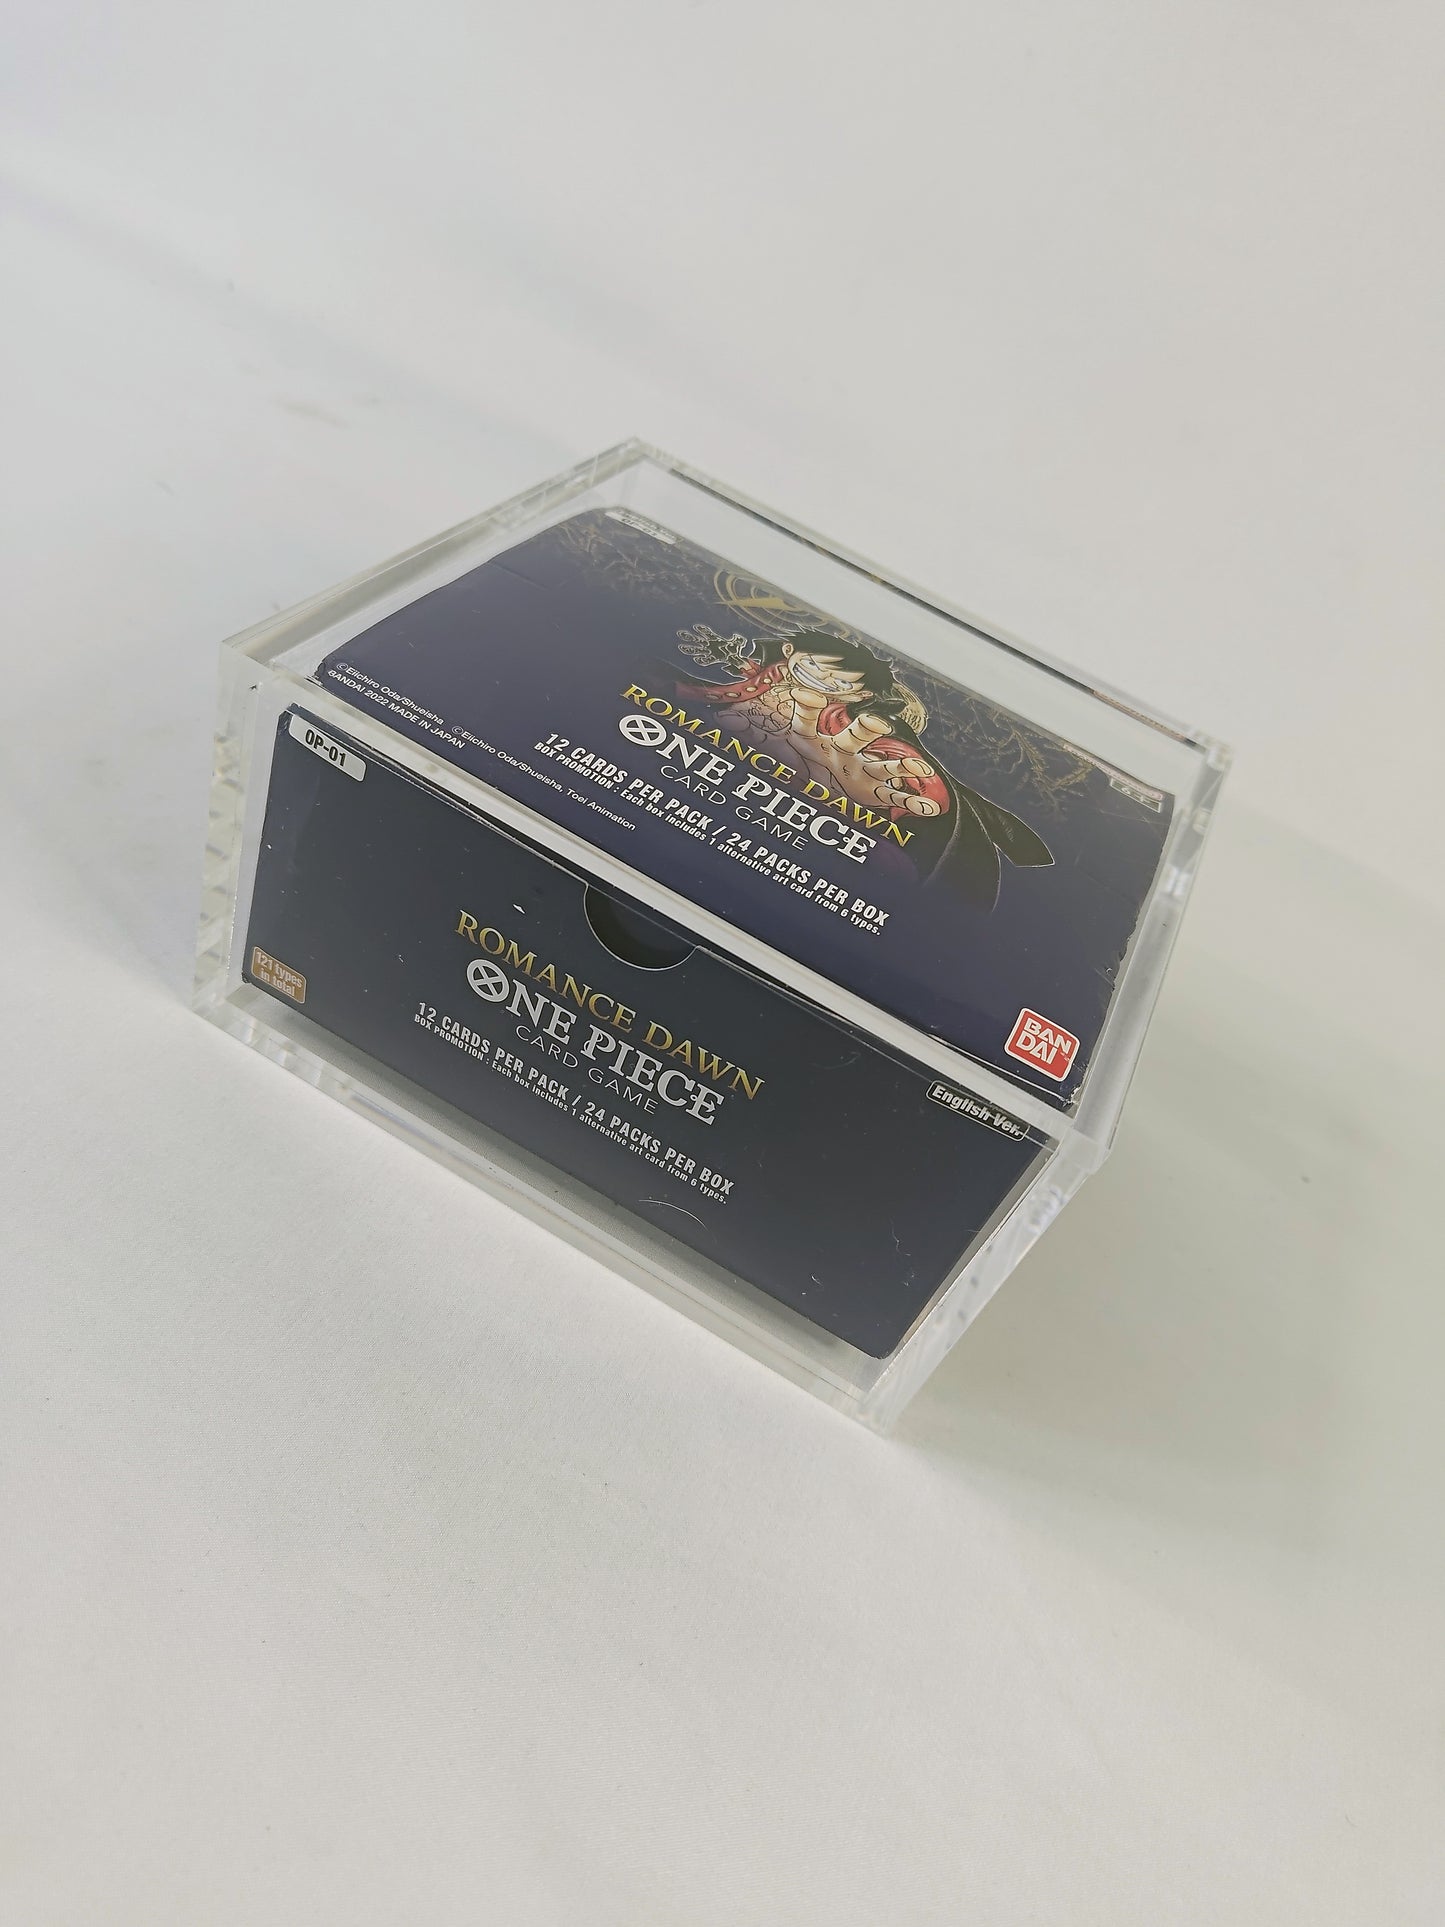 OP-01
©Eiichiro Oda/Shueisha
©Eiichiro Oda/Shueisha, Toei Animation
BANDAI 2022 MADE IN JAPAN
ROMANCE DAWN
ONE PIECE
CARD GAME
12 CARDS PER PACK / 24 PACKS PER BOX
BOX PROMOTION : Each box includes 1 alternative art card from 6 types.
BAN
DAI
OP-01
121 types
in total
ROMANCE DAWN
ONE PIECE
CARD GAME
12 CARDS PER PACK / 24 PACKS PER BOX
BOX PROMOTION : Each box includes 1 alternative art card from 6 types.
English Ver.